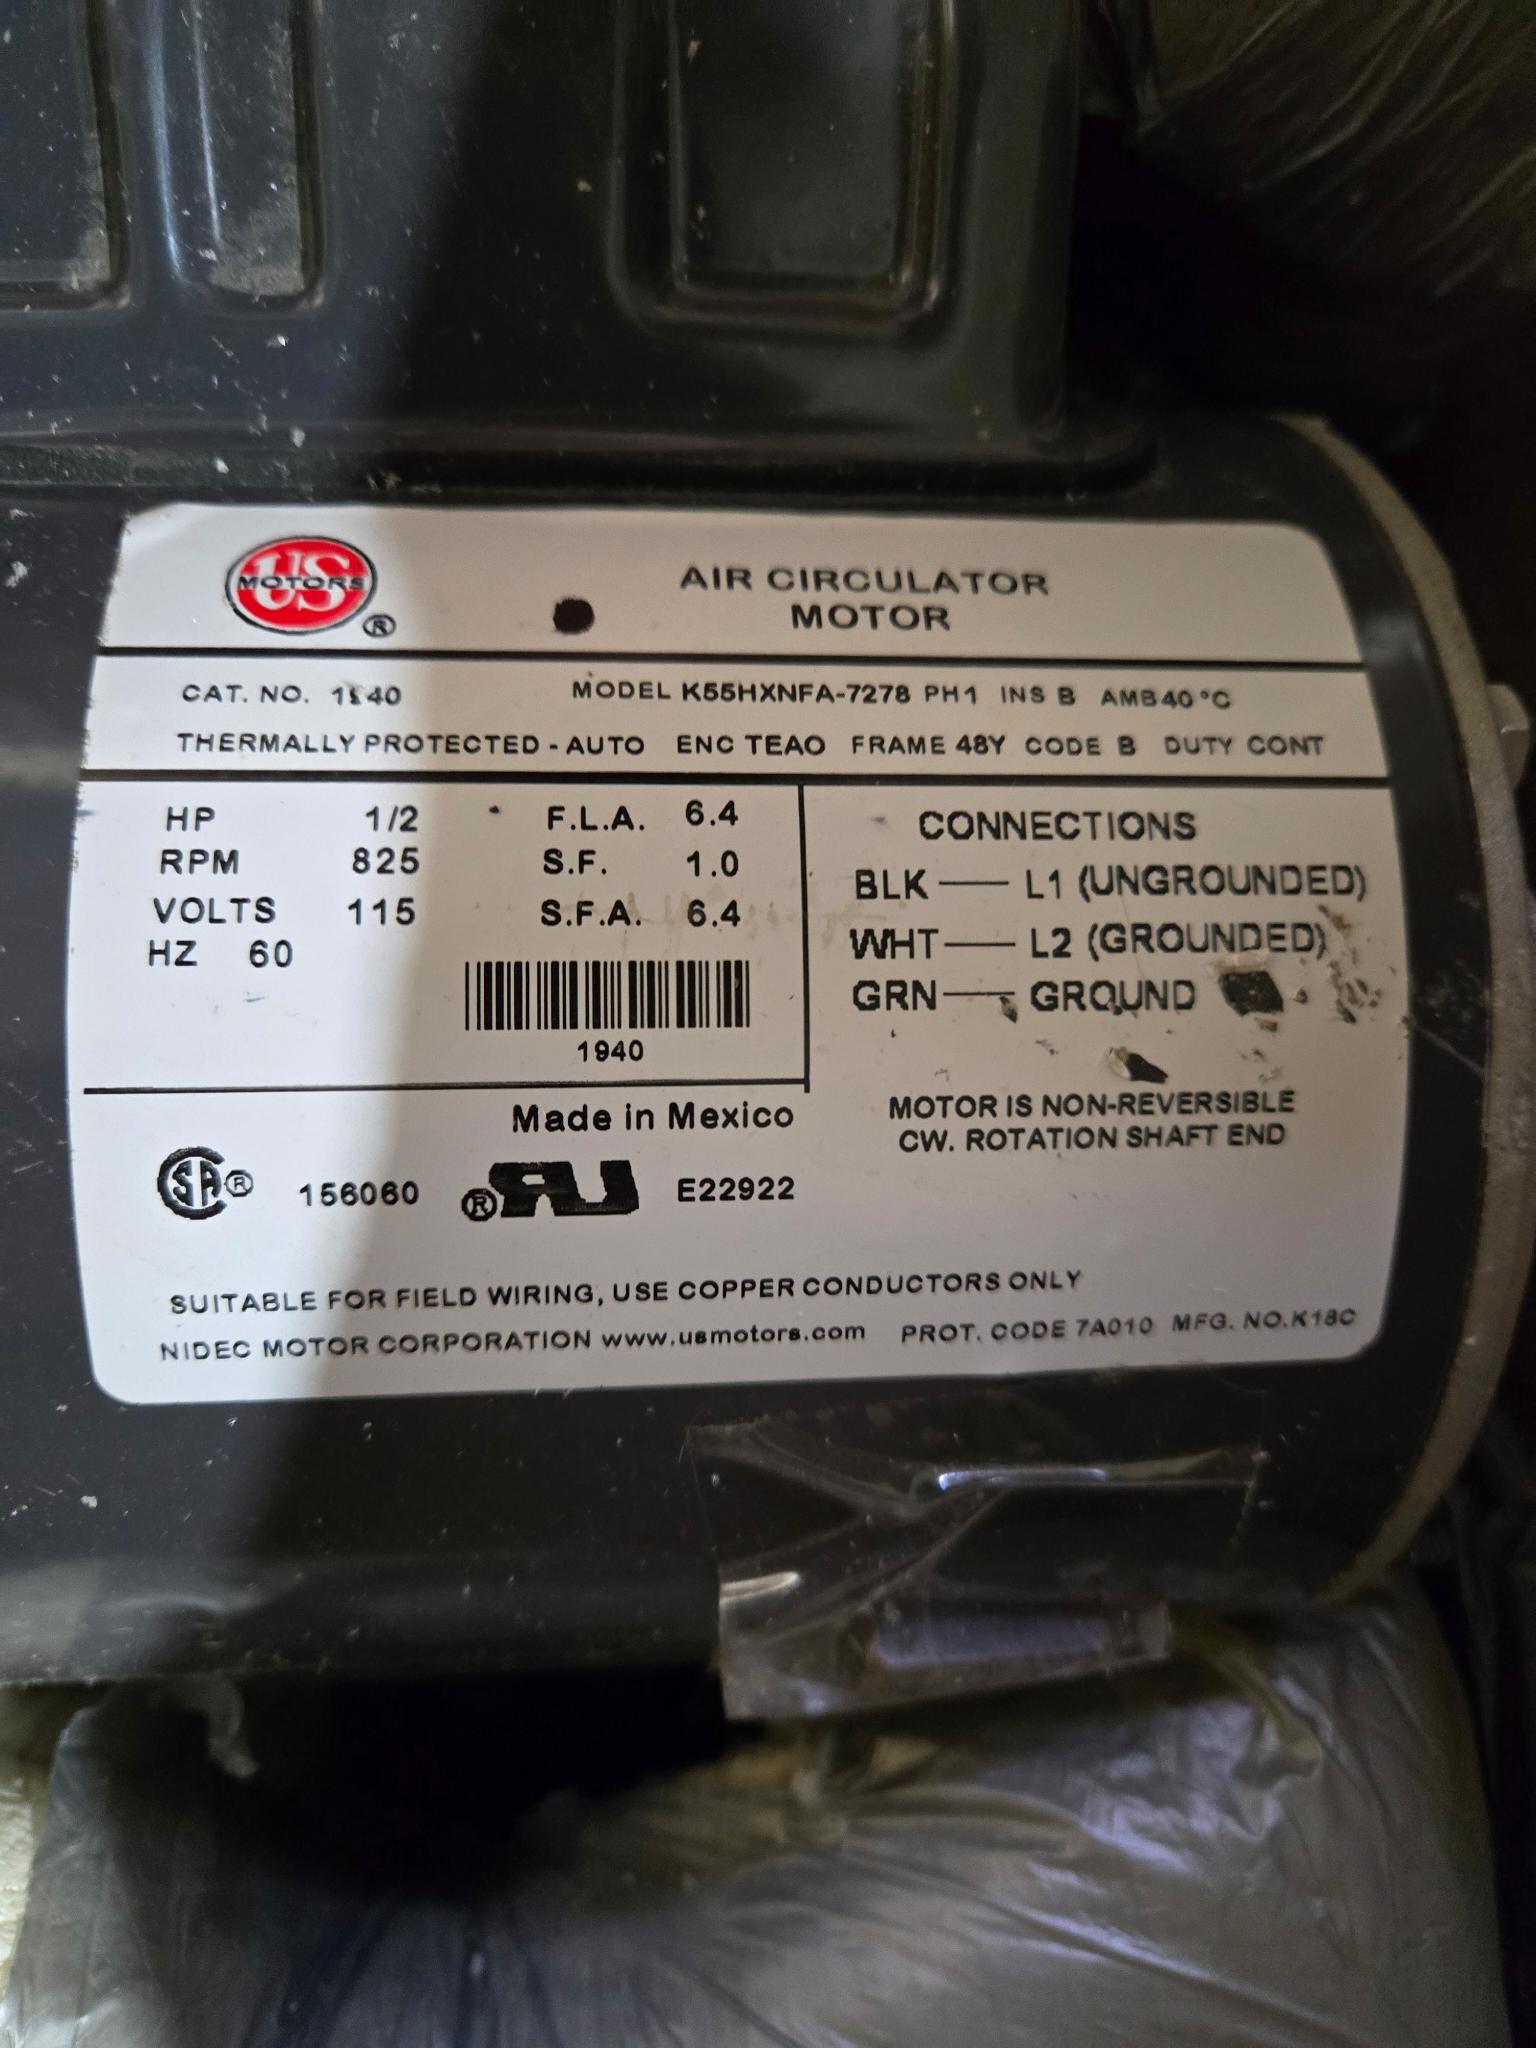 US
MOTORS ®
AIR CIRCULATOR
MOTOR
CAT. NO. 1940 MODEL K55HXNFA-7278 PH1 INS B AMB40°C
THERMALLY PROTECTED - AUTO ENC TEAO FRAME 48Y CODE B DUTY CONT
HP 1/2 F.L.A. 6.4
RPM 825 S.F. 1.0
VOLTS 115 S.F.A. 6.4
HZ 60
1940
CONNECTIONS
BLK — L1 (UNGROUNDED)
WHT — L2 (GROUNDED)
GRN — GROUND
MOTOR IS NON-REVERSIBLE
CW. ROTATION SHAFT END
Made in Mexico
SA® 156060 ®RU E22922
SUITABLE FOR FIELD WIRING, USE COPPER CONDUCTORS ONLY
NIDEC MOTOR CORPORATION www.usmotors.com PROT. CODE 7A010 MFG. NO.K18C